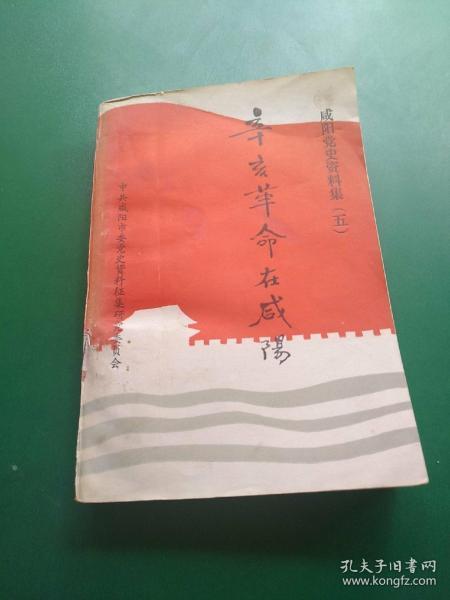 咸阳党史资料集（五）
辛亥革命在咸陽
中共咸阳市委党史资料征集研究委员会
孔夫子旧书网
www.kongfz.com